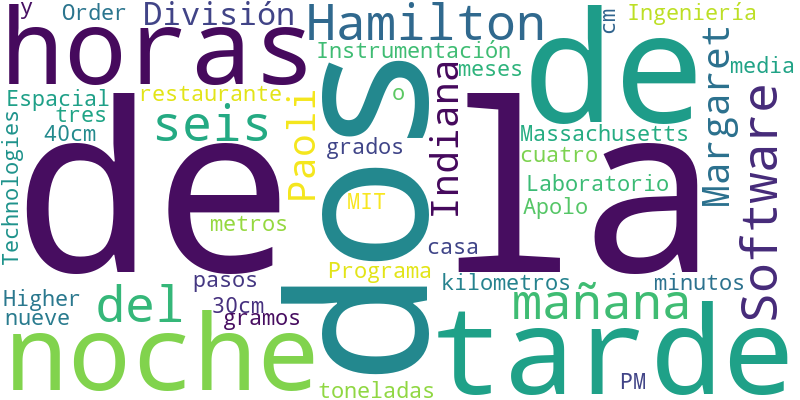 y
Order
División
Hamilton
Ingeniería
cm
horas
de
Instrumentación
meses
media
Espacial
restaurante
o
tres
seis
40cm
Technologies
Paoli
dos
grados
Indiana
Massachusetts
Margaret
software
cuatro
de
la
MIT
Laboratorio
Apolo
metros
casa
Programa
pasos
kilometros
minutos
Higher
30cm
nueve
del
gramos
mañana
noche
tarde
toneladas
PM